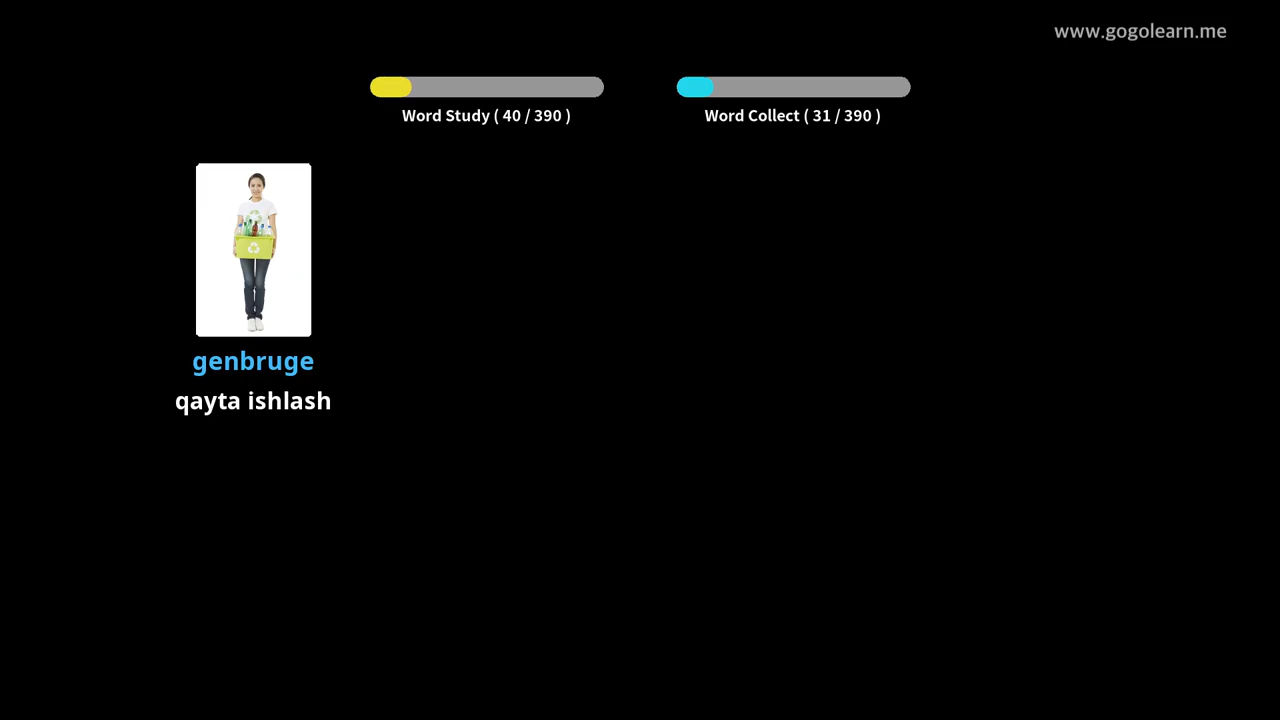 www.gogolearn.me
Word Study ( 40 / 390 )
Word Collect ( 31 / 390 )
genbruge
qayta ishlash